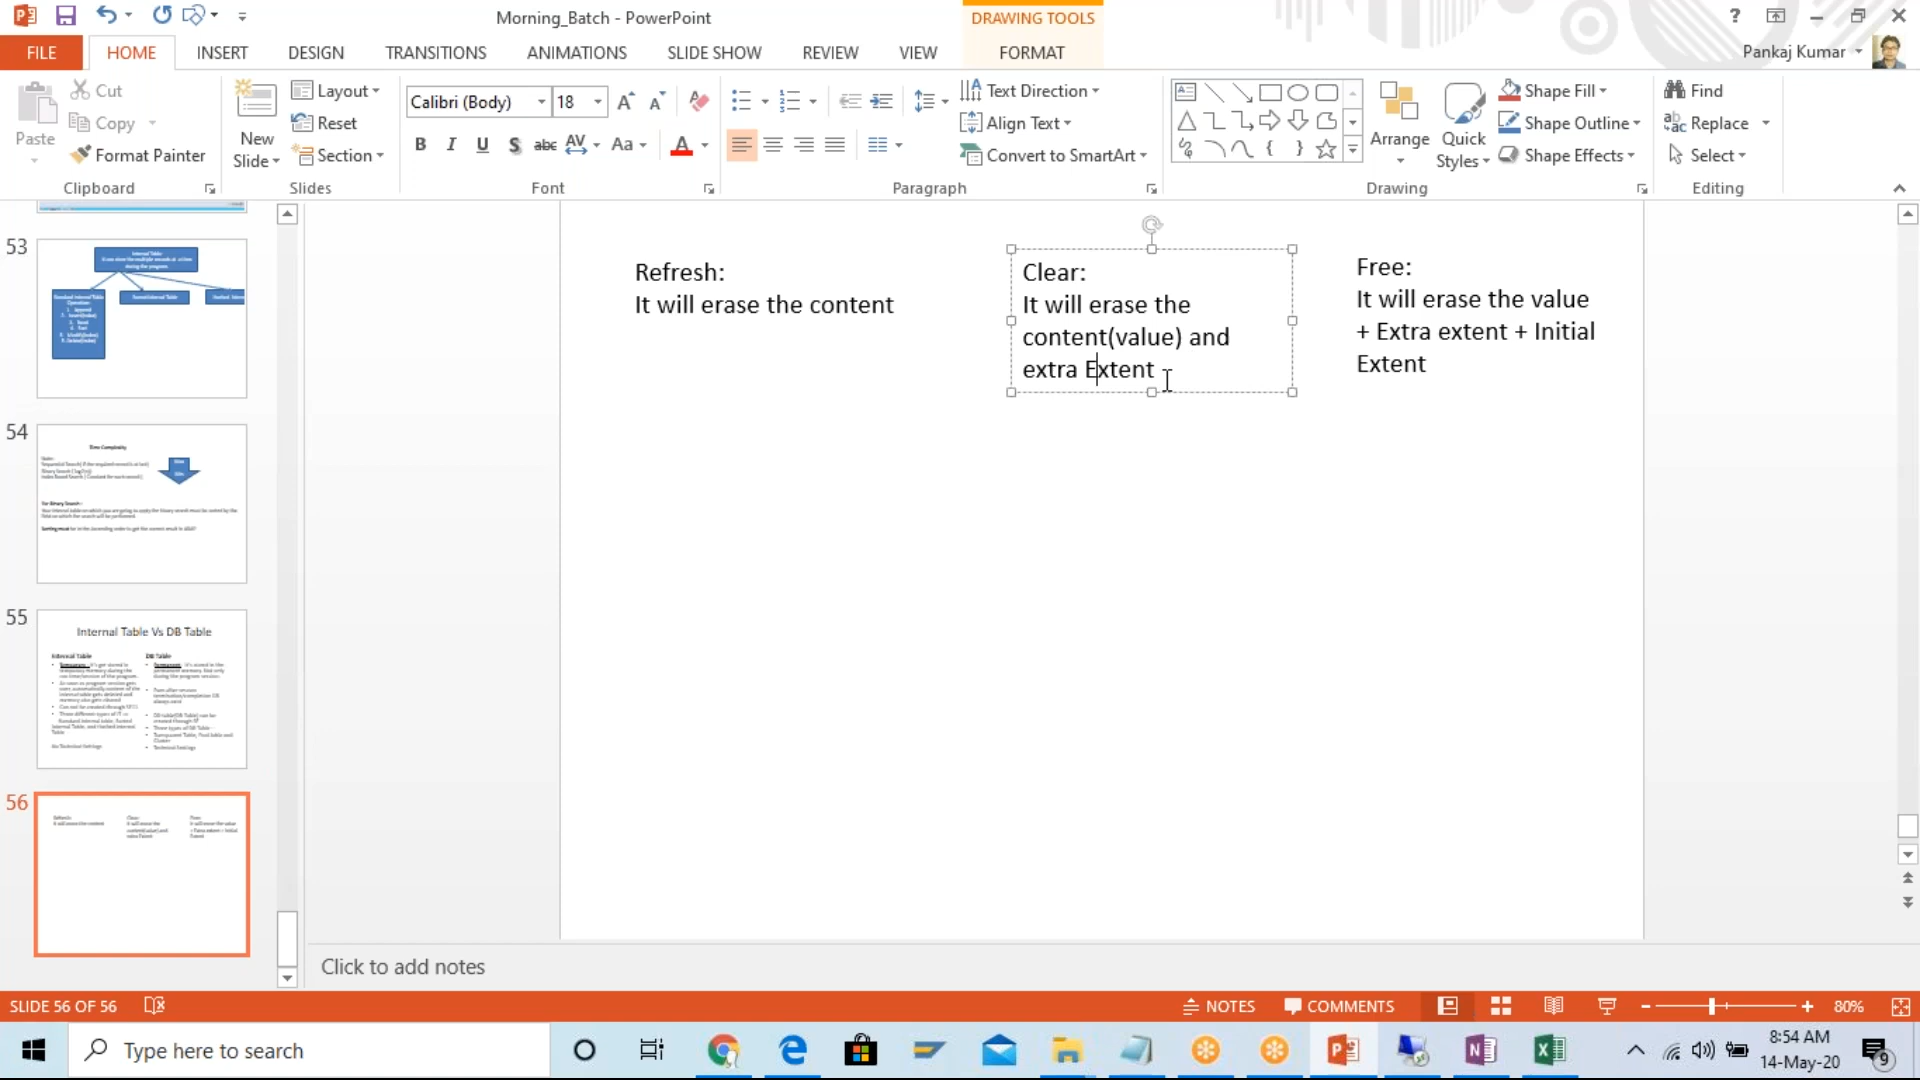 Morning_Batch - PowerPoint
DRAWING TOOLS
?
FILE
HOME
INSERT
DESIGN
TRANSITIONS
ANIMATIONS
SLIDE SHOW
REVIEW
VIEW
FORMAT
Pankaj Kumar
Paste
Cut
Copy
Format Painter
Clipboard
New Slide
Layout
Reset
Section
Slides
Calibri (Body)
18
B I U S abc AV Aa A
Font
Text Direction
Align Text
Convert to SmartArt
Paragraph
Arrange
Quick Styles
Shape Fill
Shape Outline
Shape Effects
Drawing
Find
Replace
Select
Editing
53
54
55
Internal Table Vs DB Table
56
Refresh:
It will erase the content
Clear:
It will erase the
content(value) and
extra Extent
Free:
It will erase the value
+ Extra extent + Initial
Extent
Click to add notes
SLIDE 56 OF 56
NOTES
COMMENTS
80%
Type here to search
8:54 AM
14-May-20
9